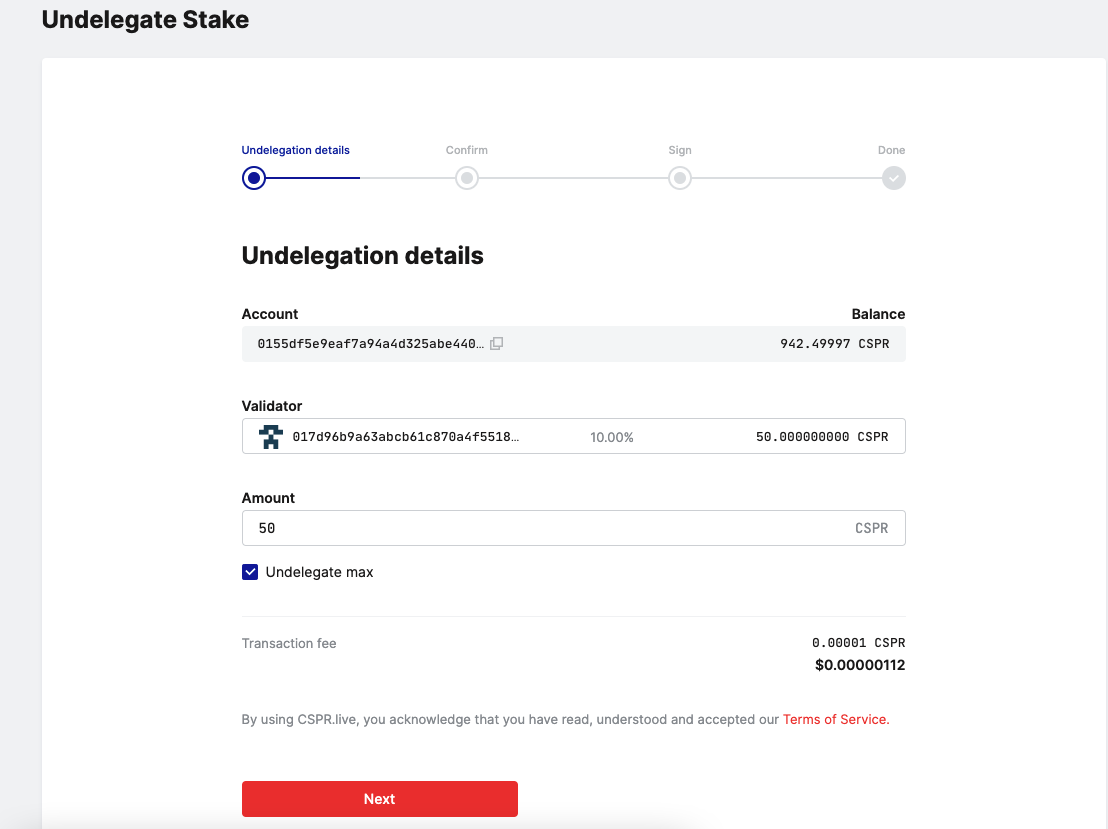 Undelegate Stake
Undelegation details
Confirm
Sign
Done
Undelegation details
Account Balance
0155df5e9eaf7a94a4d325abe440… 942.49997 CSPR
Validator
017d96b9a63abcb61c870a4f5518… 10.00% 50.000000000 CSPR
Amount
50 CSPR
Undelegate max
Transaction fee 0.00001 CSPR
$0.00000112
By using CSPR.live, you acknowledge that you have read, understood and accepted our Terms of Service.
Next